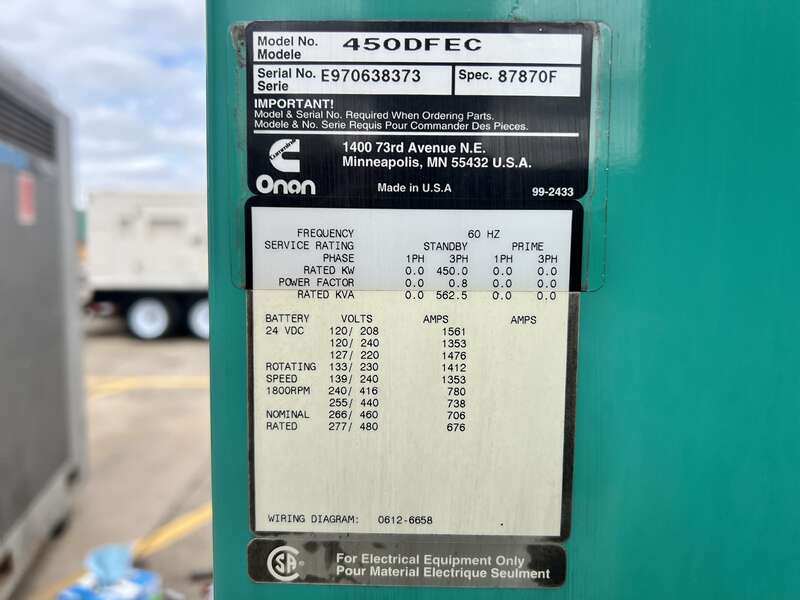 Model No. 450DFEC
Modele
Serial No. E970638373 Spec. 87870F
Serie
IMPORTANT!
Model & Serial No. Required When Ordering Parts.
Modele & No. Serie Requis Pour Commander Des Pieces.
Cummins
Onan
1400 73rd Avenue N.E.
Minneapolis, MN 55432 U.S.A.
Made in U.S.A
99-2433
FREQUENCY 60 HZ
SERVICE RATING STANDBY PRIME
PHASE 1PH 3PH 1PH 3PH
RATED KW 0.0 450.0 0.0 0.0
POWER FACTOR 0.0 0.8 0.0 0.0
RATED KVA 0.0 562.5 0.0 0.0
BATTERY VOLTS AMPS AMPS
24 VDC 120/ 208 1561
120/ 240 1353
127/ 220 1476
ROTATING 133/ 230 1412
SPEED 139/ 240 1353
1800RPM 240/ 416 780
255/ 440 738
NOMINAL 266/ 460 706
RATED 277/ 480 676
WIRING DIAGRAM: 0612-6658
SA
For Electrical Equipment Only
Pour Material Electrique Seulment